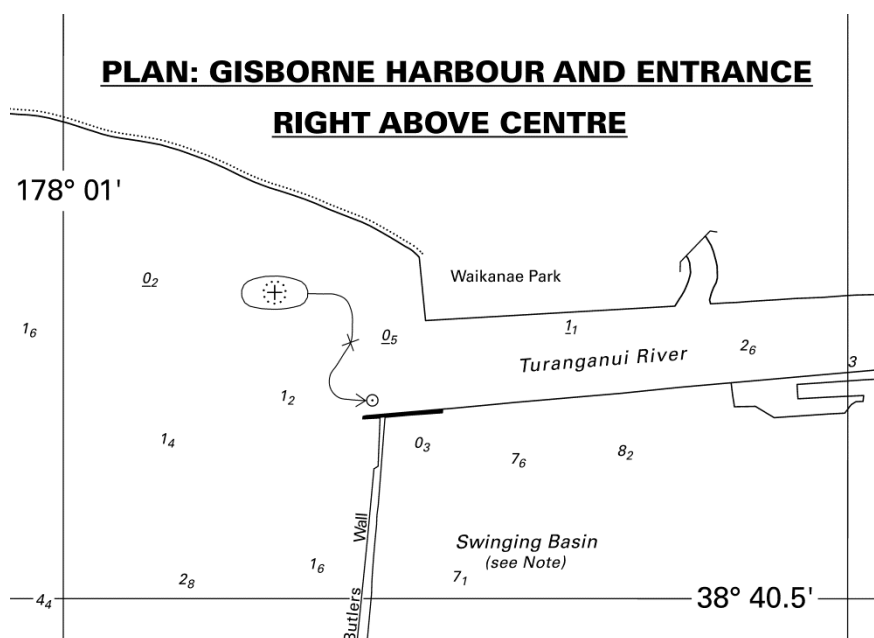 PLAN: GISBORNE HARBOUR AND ENTRANCE
RIGHT ABOVE CENTRE
178° 01'
Waikanae Park
0₂
1₆
0₅
1₁
Turanganui River
2₆
3
1₂
1₄
0₃
7₆
8₂
Swinging Basin
(see Note)
Butlers Wall
1₆
2₈
7₁
4₄
38° 40.5'